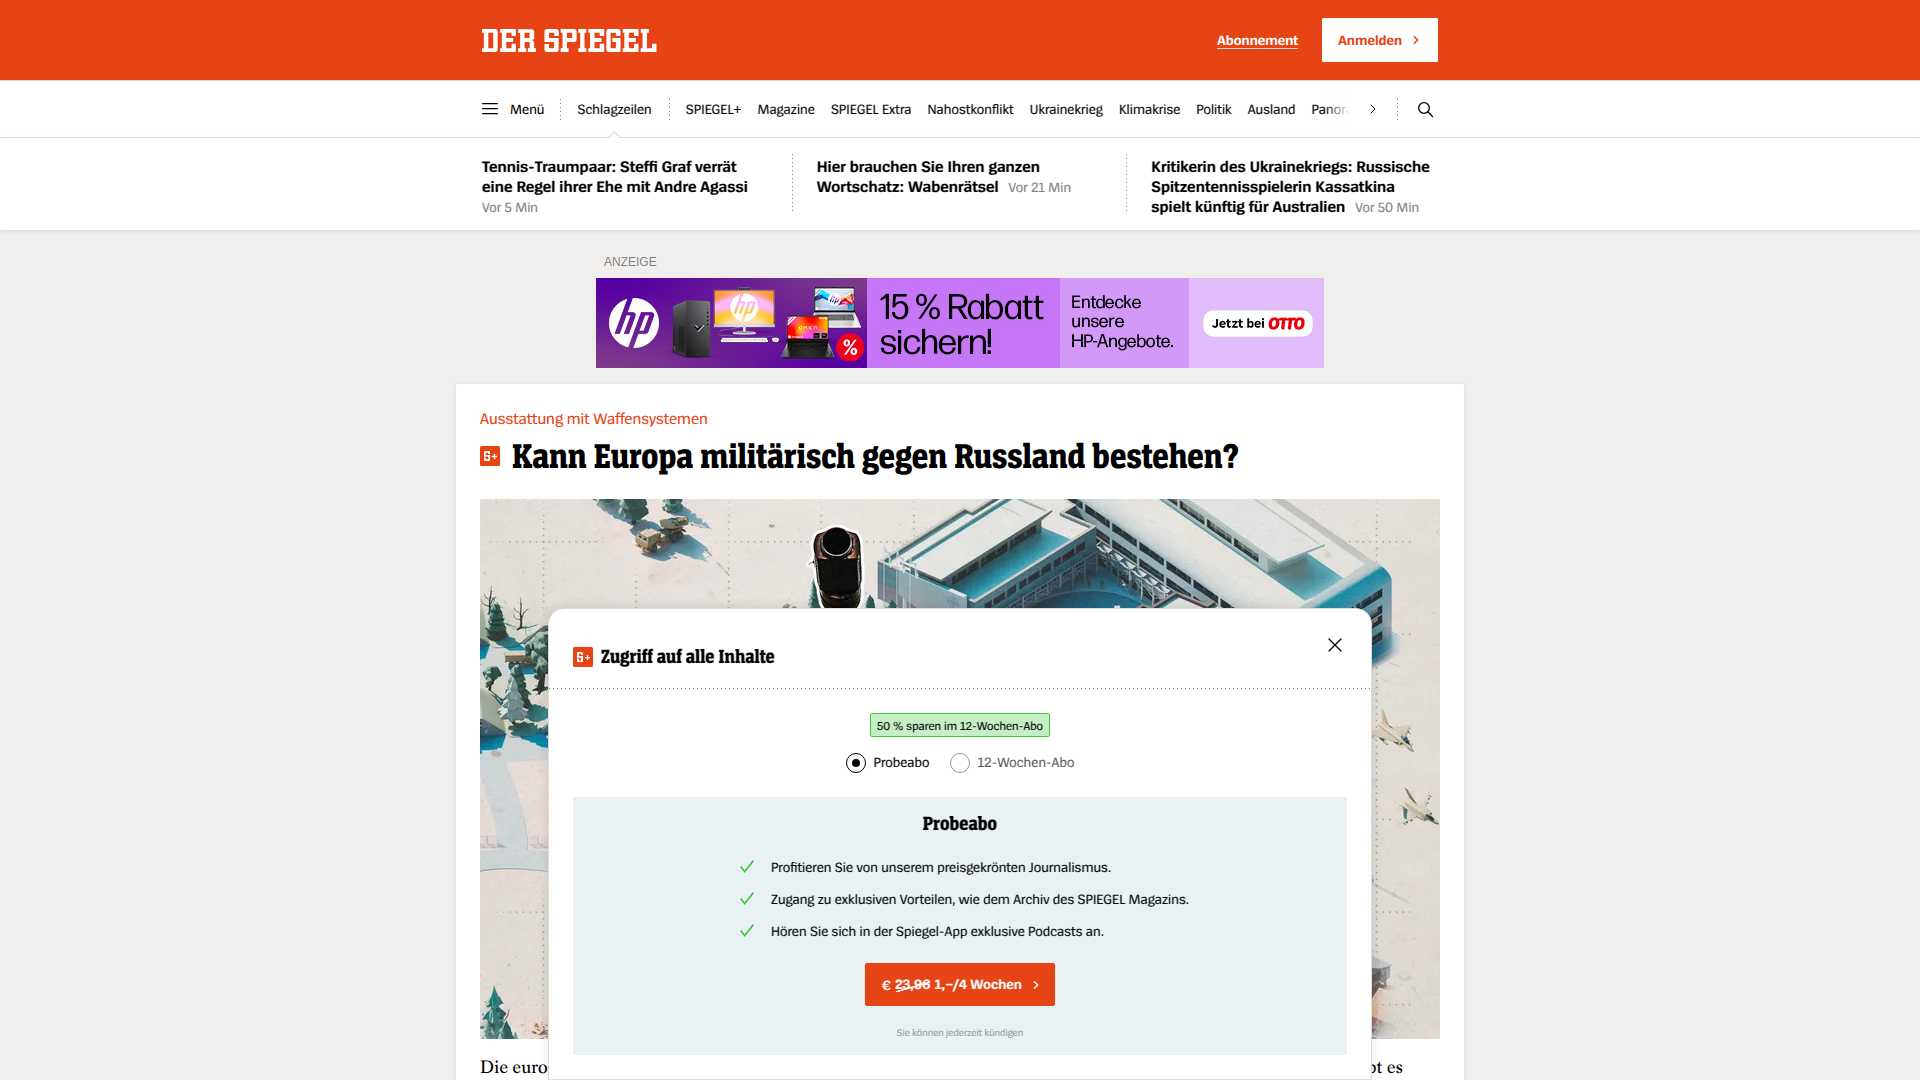 DER SPIEGEL
Abonnement
Anmelden
Menü
Schlagzeilen
SPIEGEL+
Magazine
SPIEGEL Extra
Nahostkonflikt
Ukrainekrieg
Klimakrise
Politik
Ausland
Tennis-Traumpaar: Steffi Graf verrät
eine Regel ihrer Ehe mit Andre Agassi
Vor 5 Min
Hier brauchen Sie Ihren ganzen
Wortschatz: Wabenrätsel Vor 21 Min
Kritikerin des Ukrainekriegs: Russische
Spitzentennisspielerin Kassatkina
spielt künftig für Australien Vor 50 Min
ANZEIGE
hp
15 % Rabatt
sichern!
Entdecke
unsere
HP-Angebote.
Jetzt bei OTTO
%
Ausstattung mit Waffensystemen
Kann Europa militärisch gegen Russland bestehen?
Zugriff auf alle Inhalte
50 % sparen im 12-Wochen-Abo
Probeabo
12-Wochen-Abo
Probeabo
Profitieren Sie von unserem preisgekrönten Journalismus.
Zugang zu exklusiven Vorteilen, wie dem Archiv des SPIEGEL Magazins.
Hören Sie sich in der Spiegel-App exklusive Podcasts an.
€ 23,96 1,–/4 Wochen
Sie können jederzeit kündigen
Die
es